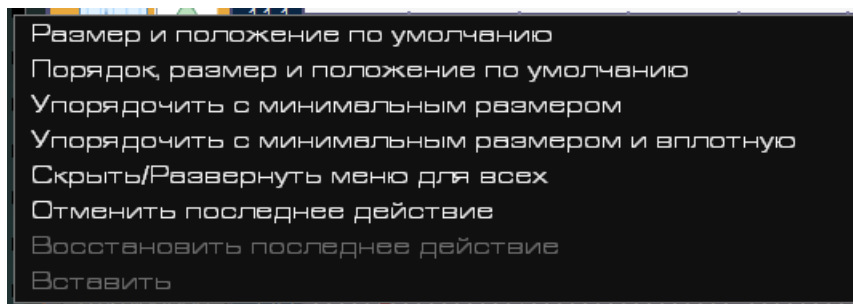 Размер и положение по умолчанию
Порядок, размер и положение по умолчанию
Упорядочить с минимальным размером
Упорядочить с минимальным размером и вплотную
Скрыть/Развернуть меню для всех
Отменить последнее действие
Восстановить последнее действие
Вставить